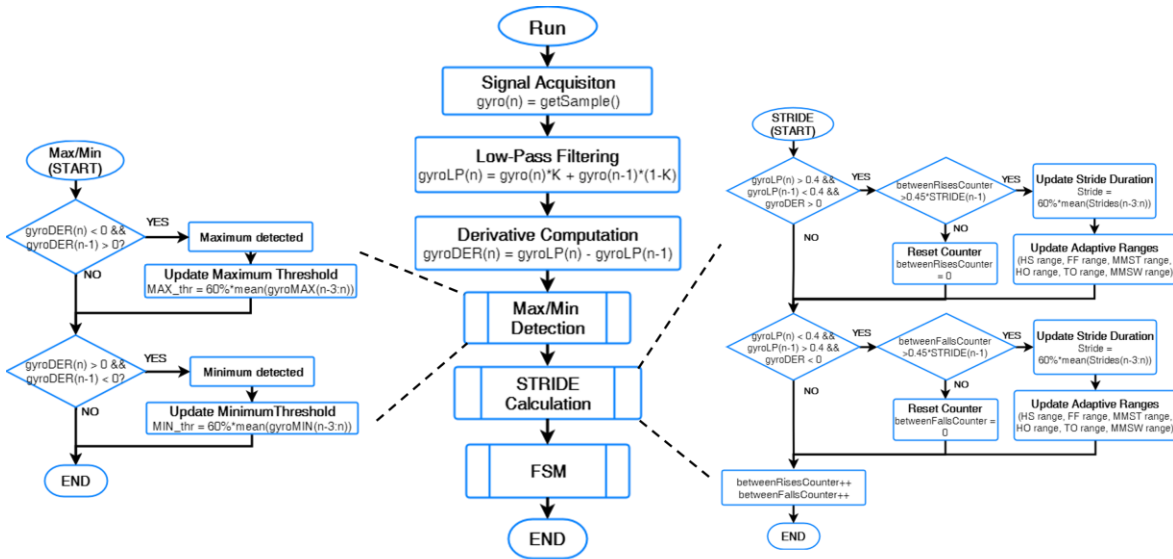 Run
Signal Acquisiton
gyro(n) = getSample()
Low-Pass Filtering
gyroLP(n) = gyro(n)*K + gyro(n-1)*(1-K)
Derivative Computation
gyroDER(n) = gyroLP(n) - gyroLP(n-1)
Max/Min
Detection
STRIDE
Calculation
FSM
END
Max/Min
(START)
gyroDER(n) < 0 &&
gyroDER(n-1) > 0?
YES
Maximum detected
NO
Update Maximum Threshold
MAX_thr = 60%*mean(gyroMAX(n-3:n))
gyroDER(n) > 0 &&
gyroDER(n-1) < 0?
YES
Minimum detected
NO
Update MinimumThreshold
MIN_thr = 60%*mean(gyroMIN(n-3:n))
END
STRIDE
(START)
gyroLP(n) > 0.4 &&
gyroLP(n-1) < 0.4 &&
gyroDER > 0
YES
betweenRisesCounter
>0.45*STRIDE(n-1)
YES
Update Stride Duration
Stride =
60%*mean(Strides(n-3:n))
NO
NO
Reset Counter
betweenRisesCounter
= 0
Update Adaptive Ranges
(HS range, FF range, MMST range,
HO range, TO range, MMSW range)
gyroLP(n) < 0.4 &&
gyroLP(n-1) > 0.4 &&
gyroDER < 0
YES
betweenFallsCounter
>0.45*STRIDE(n-1)
YES
Update Stride Duration
Stride =
60%*mean(Strides(n-3:n))
NO
NO
Reset Counter
betweenFallsCounter =
0
Update Adaptive Ranges
(HS range, FF range, MMST range,
HO range, TO range, MMSW range)
betweenRisesCounter++
betweenFallsCounter++
END